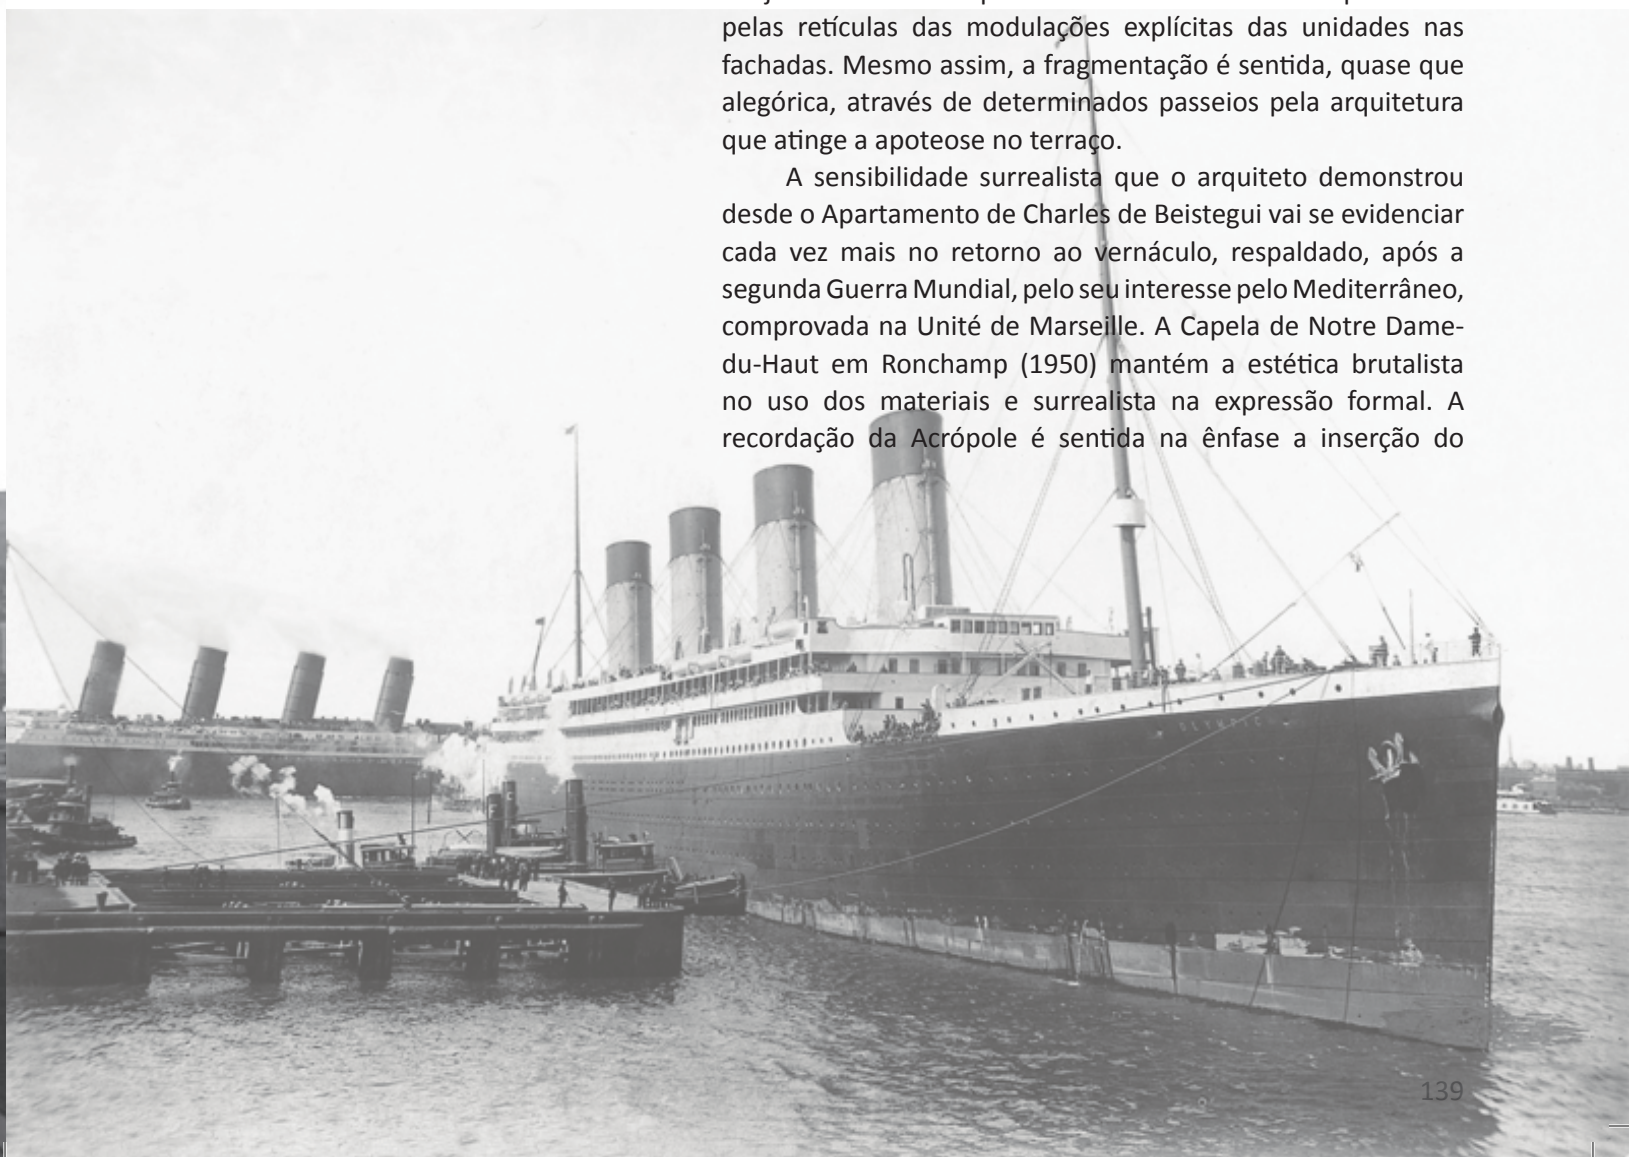 pelas retículas das modulações explícitas das unidades nas
fachadas. Mesmo assim, a fragmentação é sentida, quase que
alegórica, através de determinados passeios pela arquitetura
que atinge a apoteose no terraço.
A sensibilidade surrealista que o arquiteto demonstrou
desde o Apartamento de Charles de Beistegui vai se evidenciar
cada vez mais no retorno ao vernáculo, respaldado, após a
segunda Guerra Mundial, pelo seu interesse pelo Mediterrâneo,
comprovada na Unité de Marseille. A Capela de Notre Dame-
du-Haut em Ronchamp (1950) mantém a estética brutalista
no uso dos materiais e surrealista na expressão formal. A
recordação da Acrópole é sentida na ênfase a inserção do
OLYMPIC
139